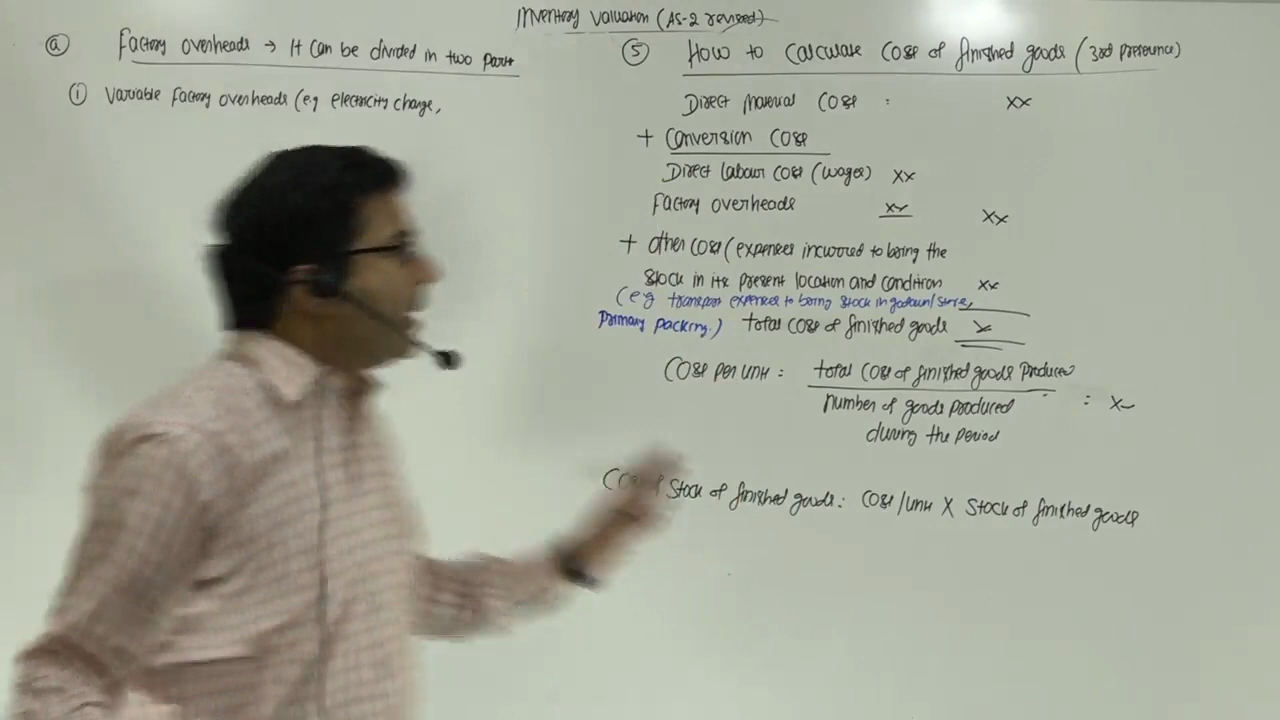 Inventory Valuation (AS-2 revised)
(a) Factory overheads → It can be divided in two parts
(i) Variable Factory overheads (eg electricity charge,
(5) How to calculate Cost of finished goods (3rd preference)
Direct Material Cost : xx
+ Conversion Cost
Direct labour cost (wages) xx
Factory overheads xx xx
+ other cost (expenses incurred to bring the
stock in its present location and condition xx
(eg transport expenses to bring stock in godown/store,
Primary packing.) total cost of finished goods x
Cost per unit = total cost of finished goods produced
number of goods produced : x
during the period
Cost of Stock of finished goods : Cost/unit X Stock of finished goods